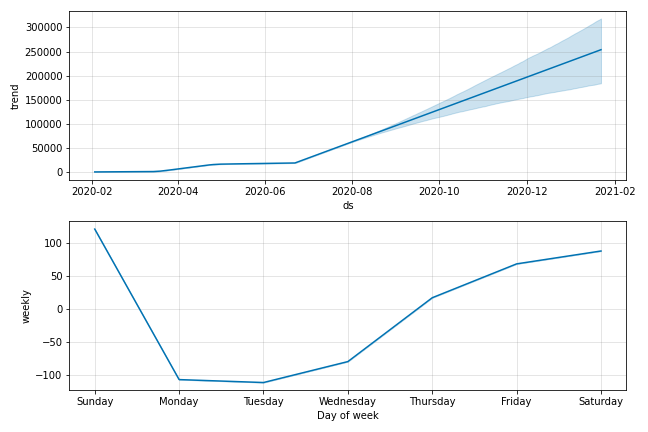 300000
250000
200000
150000
100000
50000
0
trend
2020-02 2020-04 2020-06 2020-08 2020-10 2020-12 2021-02
ds
100
50
0
−50
−100
weekly
Sunday Monday Tuesday Wednesday Thursday Friday Saturday
Day of week